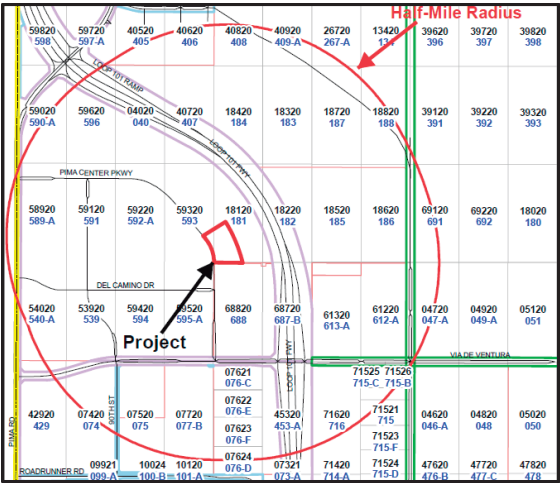 Half-Mile Radius
59820 59720 40520 40620 40820 40920 26720 13420 39620 39720 39820
598 597-A 405 406 408 409-A 267-A 134 396 397 398
LOOP 101 RAMP
59020 59620 04020 40720 18420 18320 18720 18820 39120 39220 39320
590-A 596 040 407 184 183 187 188 391 392 393
LOOP 101 FWY
PIMA CENTER PKWY
58920 59120 59220 59320 18120 18220 18520 18620 69120 69220 18020
589-A 591 592-A 593 181 182 185 186 691 692 180
DEL CAMINO DR
54020 53920 59420 59520 68820 68720 61320 61220 04720 04920 05120
540-A 539 594 595-A 688 687-B 613-A 612-A 047-A 049-A 051
Project
LOOP 101 FWY
VIA DE VENTURA
07621 71525 71526
076-C 715-C 715-B
90TH ST
PIMA RD
42920 07420 07520 07720 07622 45320 71620 71521 04620 04820 05020
429 074 075 077-B 076-E 453-A 716 715 046-A 048 050
07623 71523
076-F 715-F
07624 71524
076-D 715-D
ROADRUNNER RD
09921 10024 10120 07321 71420 47620 47720 47820
099-A 100-B 101-A 073-A 714-A 476-B 477-C 478